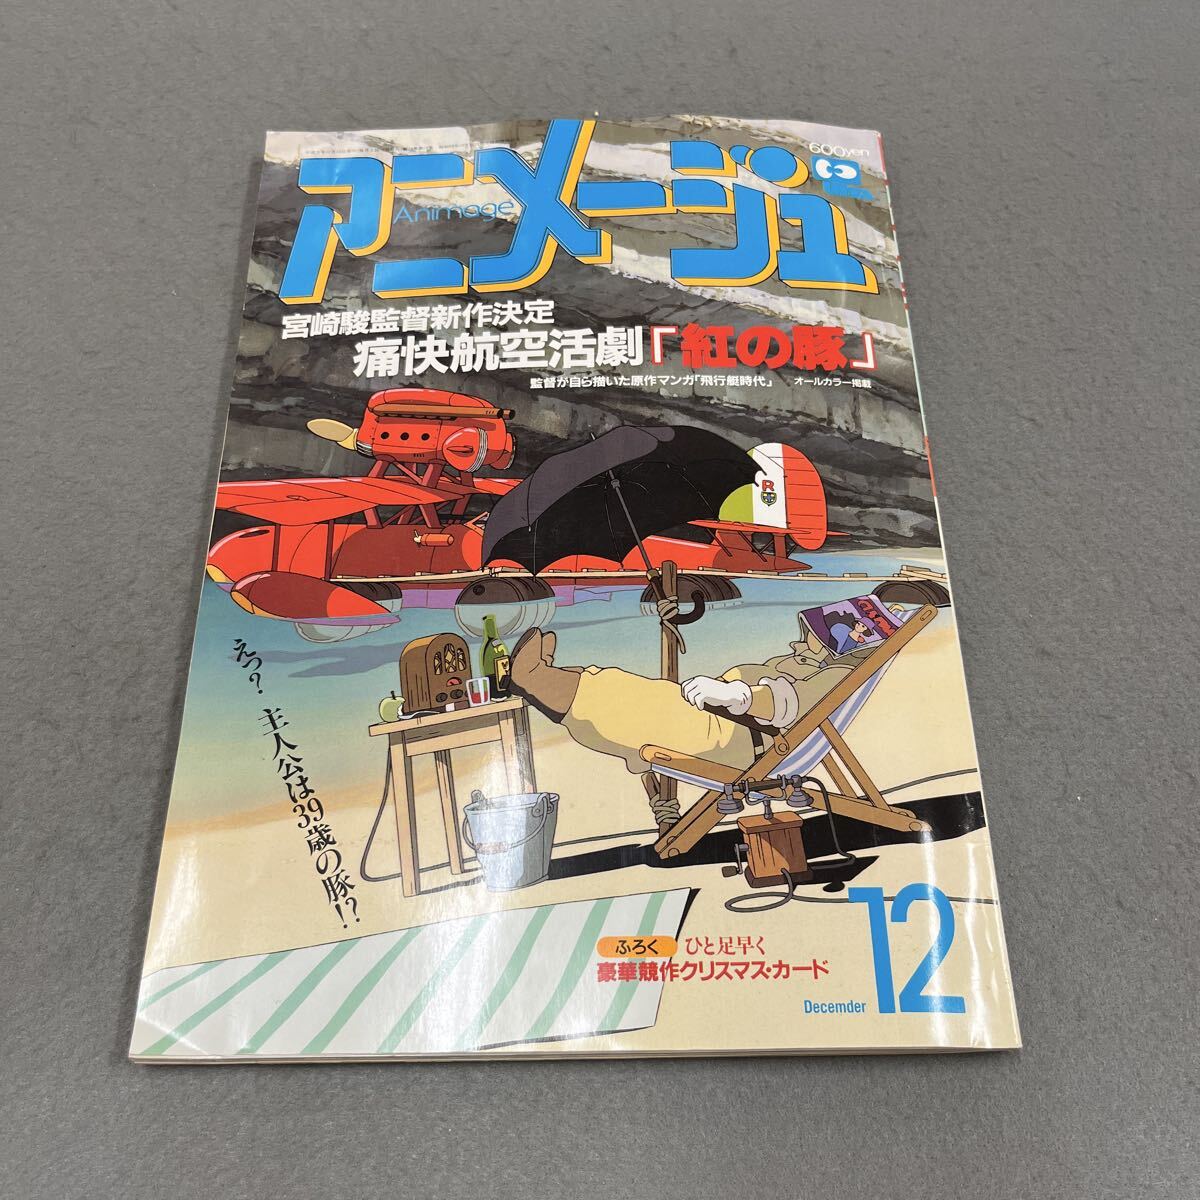 600yen
アニメージュ
Animage
宮崎駿監督新作決定
痛快航空活劇「紅の豚」
監督が自ら描いた原作マンガ「飛行艇時代」 オールカラー掲載
R
えっ? 主人公は39歳の豚!?
ふろく ひと足早く
豪華競作クリスマス・カード
12
Decemder